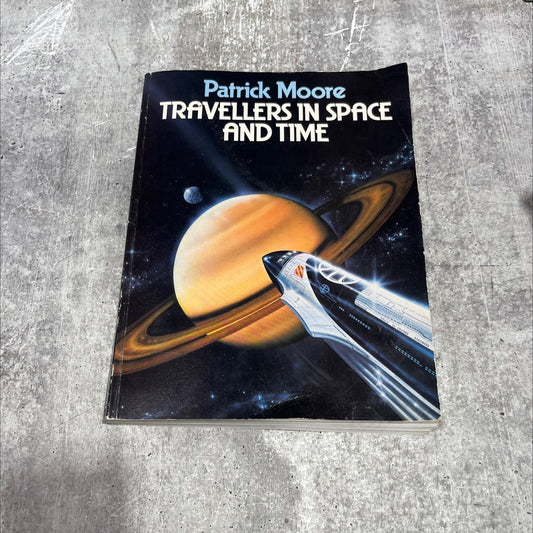 Patrick Moore
TRAVELLERS IN SPACE
AND TIME